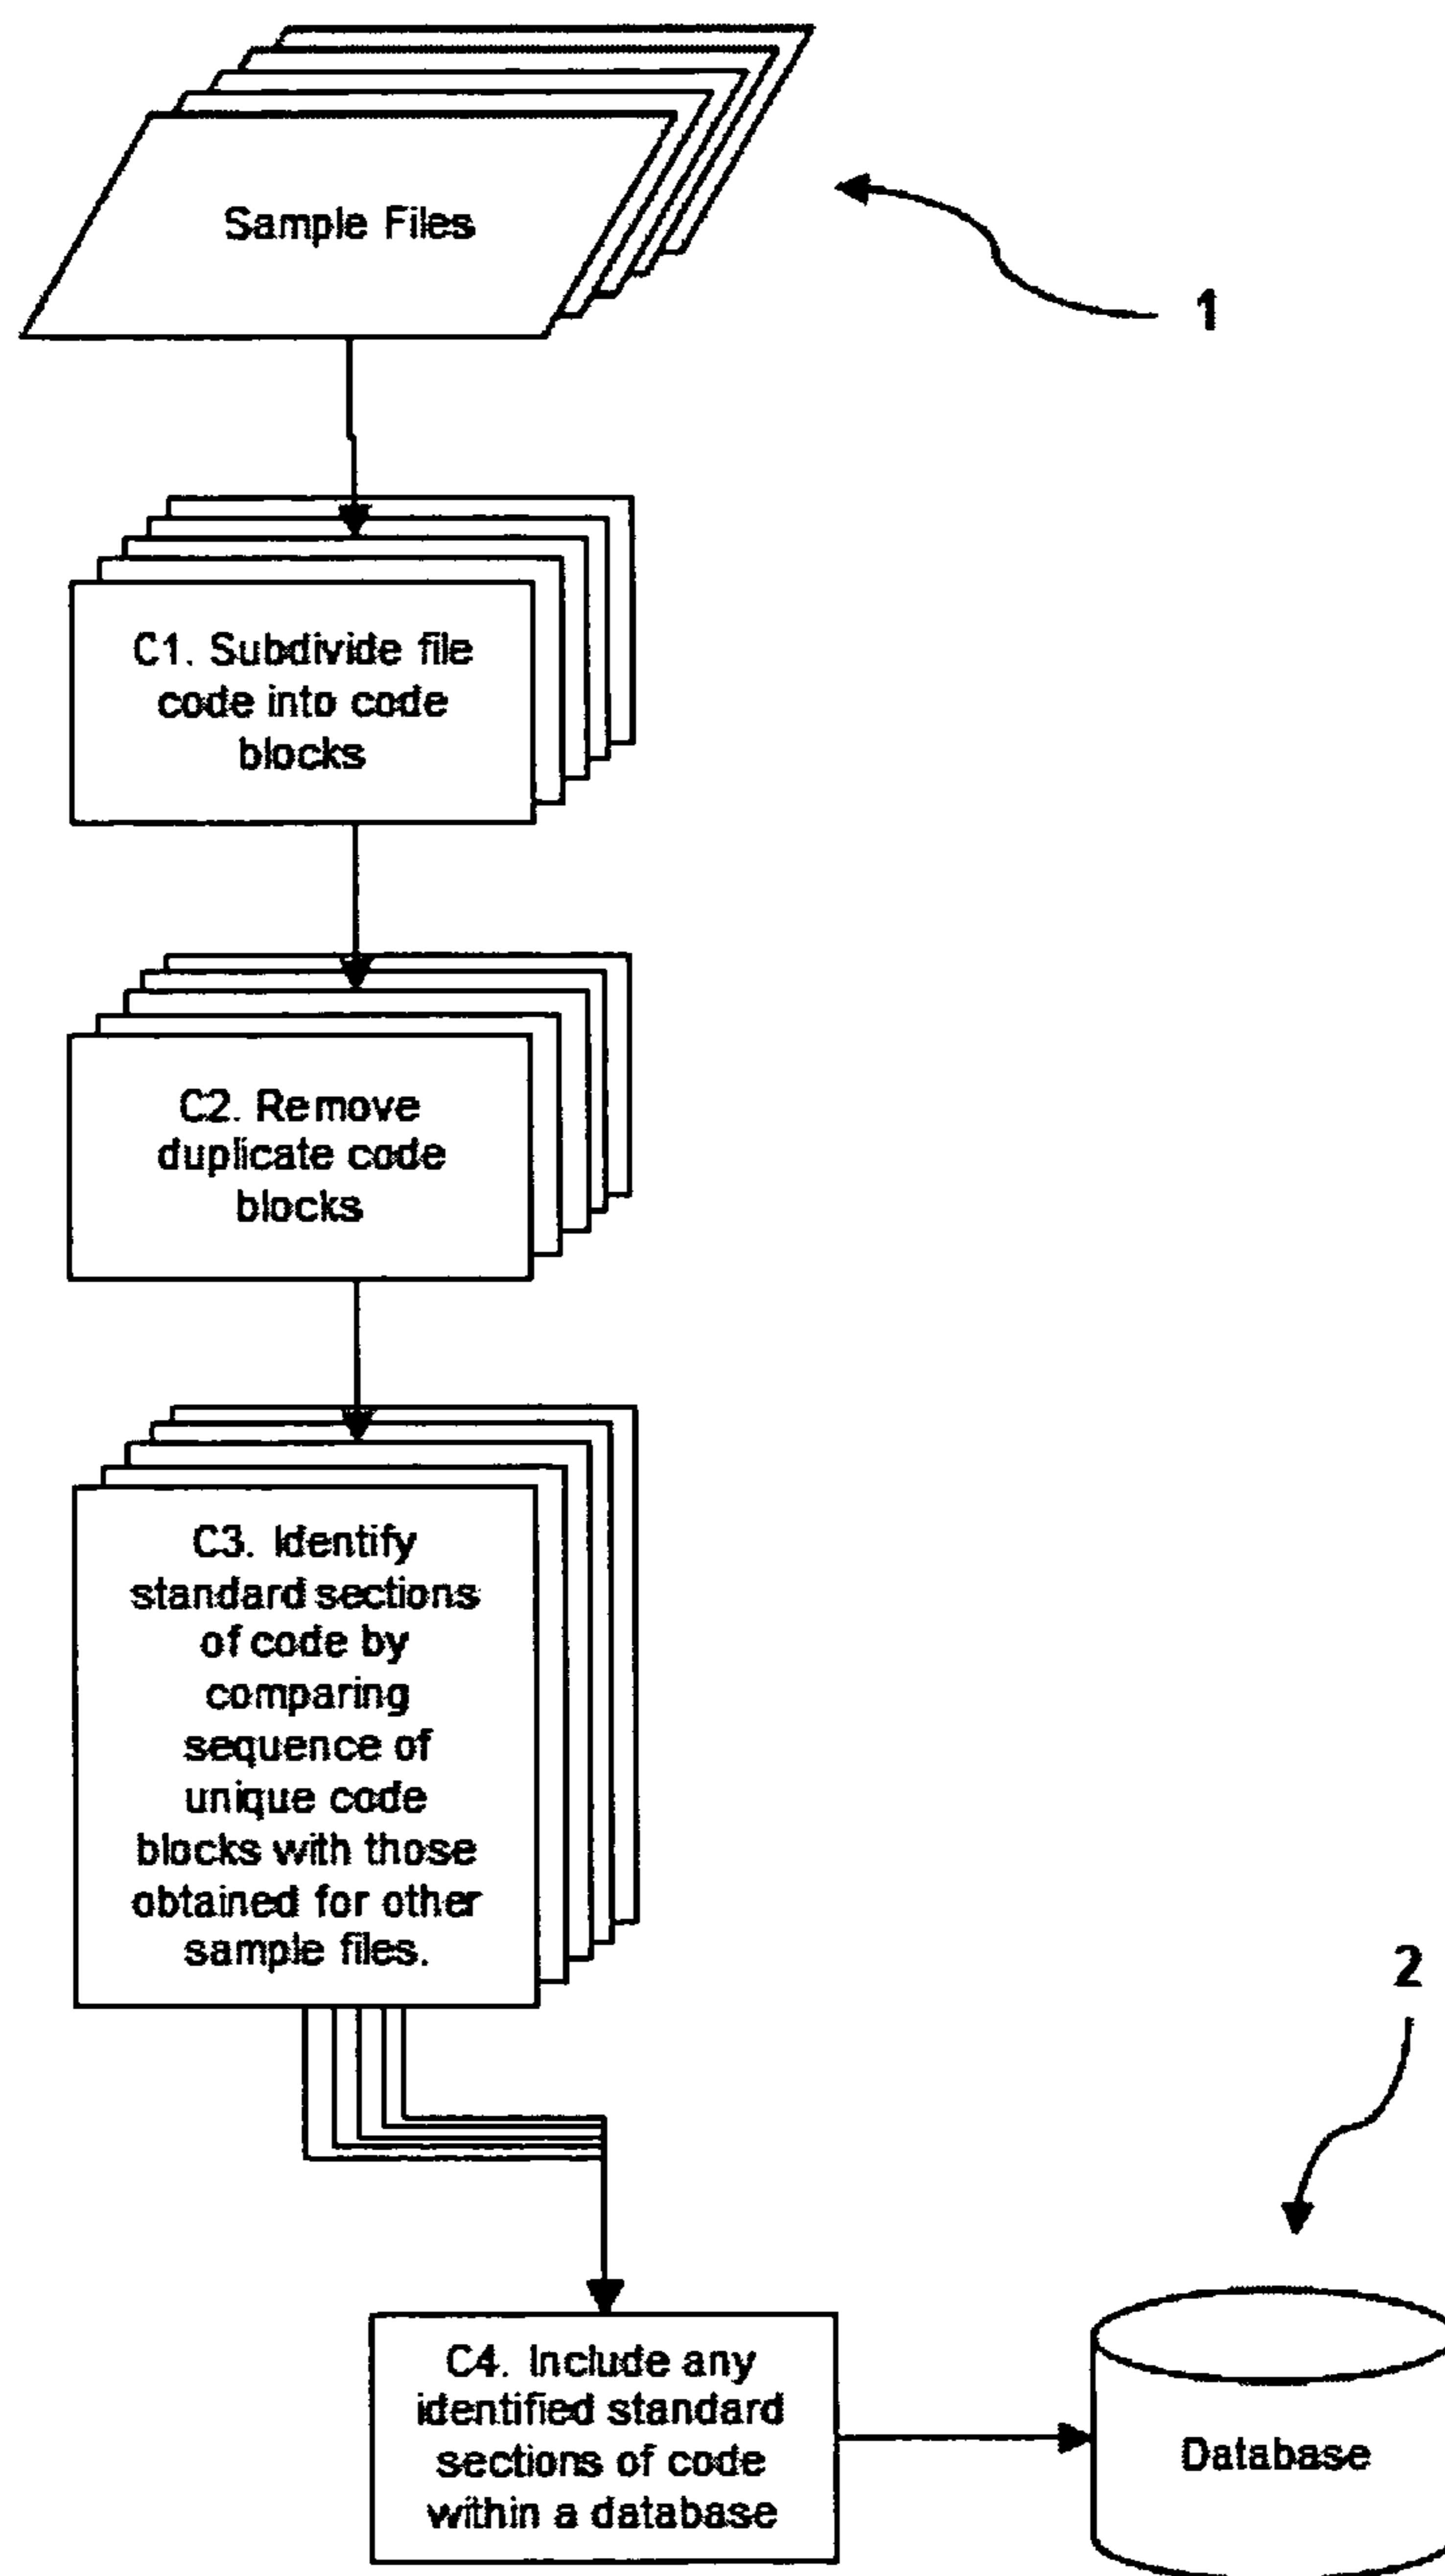 Sample Files
1
C1. Subdivide file
code into code
blocks
C2. Remove
duplicate code
blocks
C3. Identify
standard sections
of code by
comparing
sequence of
unique code
blocks with those
obtained for other
sample files.
2
C4. Include any
identified standard
sections of code
within a database
Database